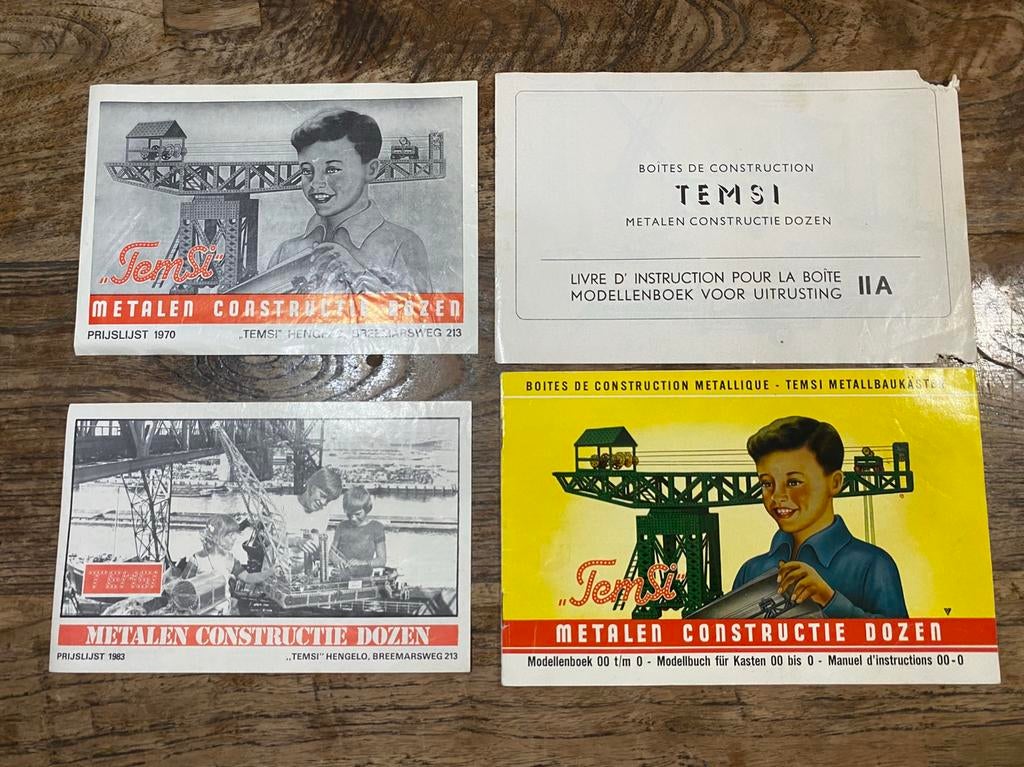 „TemSi”
METALEN CONSTRUCTIE DOZEN
PRIJSLIJST 1970 „TEMSI” HENGELO, BREEMARSWEG 213
BOÎTES DE CONSTRUCTION
TEMSI
METALEN CONSTRUCTIE DOZEN
LIVRE D' INSTRUCTION POUR LA BOÎTE
MODELLENBOEK VOOR UITRUSTING IIA
TEMSI
METALEN CONSTRUCTIE DOZEN
PRIJSLIJST 1983 „TEMSI” HENGELO, BREEMARSWEG 213
BOITES DE CONSTRUCTION METALLIQUE - TEMSI METALLBAUKÄSTEN
„TemSi”
METALEN CONSTRUCTIE DOZEN
Modellenboek 00 t/m 0 - Modellbuch für Kasten 00 bis 0 - Manuel d'instructions 00-0